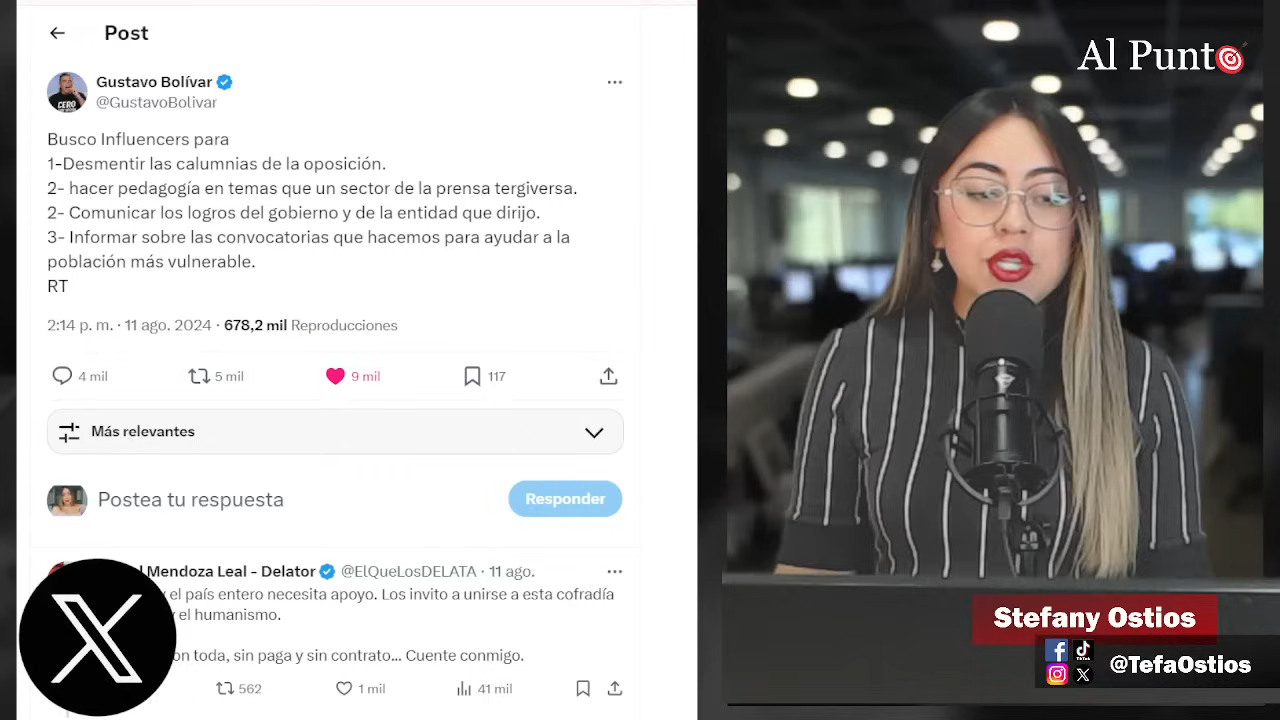 Post
Gustavo Bolívar
@GustavoBolivar
Busco Influencers para
1-Desmentir las calumnias de la oposición.
2- hacer pedagogía en temas que un sector de la prensa tergiversa.
2- Comunicar los logros del gobierno y de la entidad que dirijo.
3- Informar sobre las convocatorias que hacemos para ayudar a la
población más vulnerable.
RT
2:14 p. m. · 11 ago. 2024 · 678,2 mil Reproducciones
4 mil
5 mil
9 mil
117
Más relevantes
Postea tu respuesta
Responder
Mendoza Leal - Delator @ElQueLosDELATA · 11 ago.
y el país entero necesita apoyo. Los invito a unirse a esta cofradía
y el humanismo.
toda, sin paga y sin contrato... Cuente conmigo.
562
1 mil
41 mil
Al Punto
Stefany Ostios
@TefaOstios